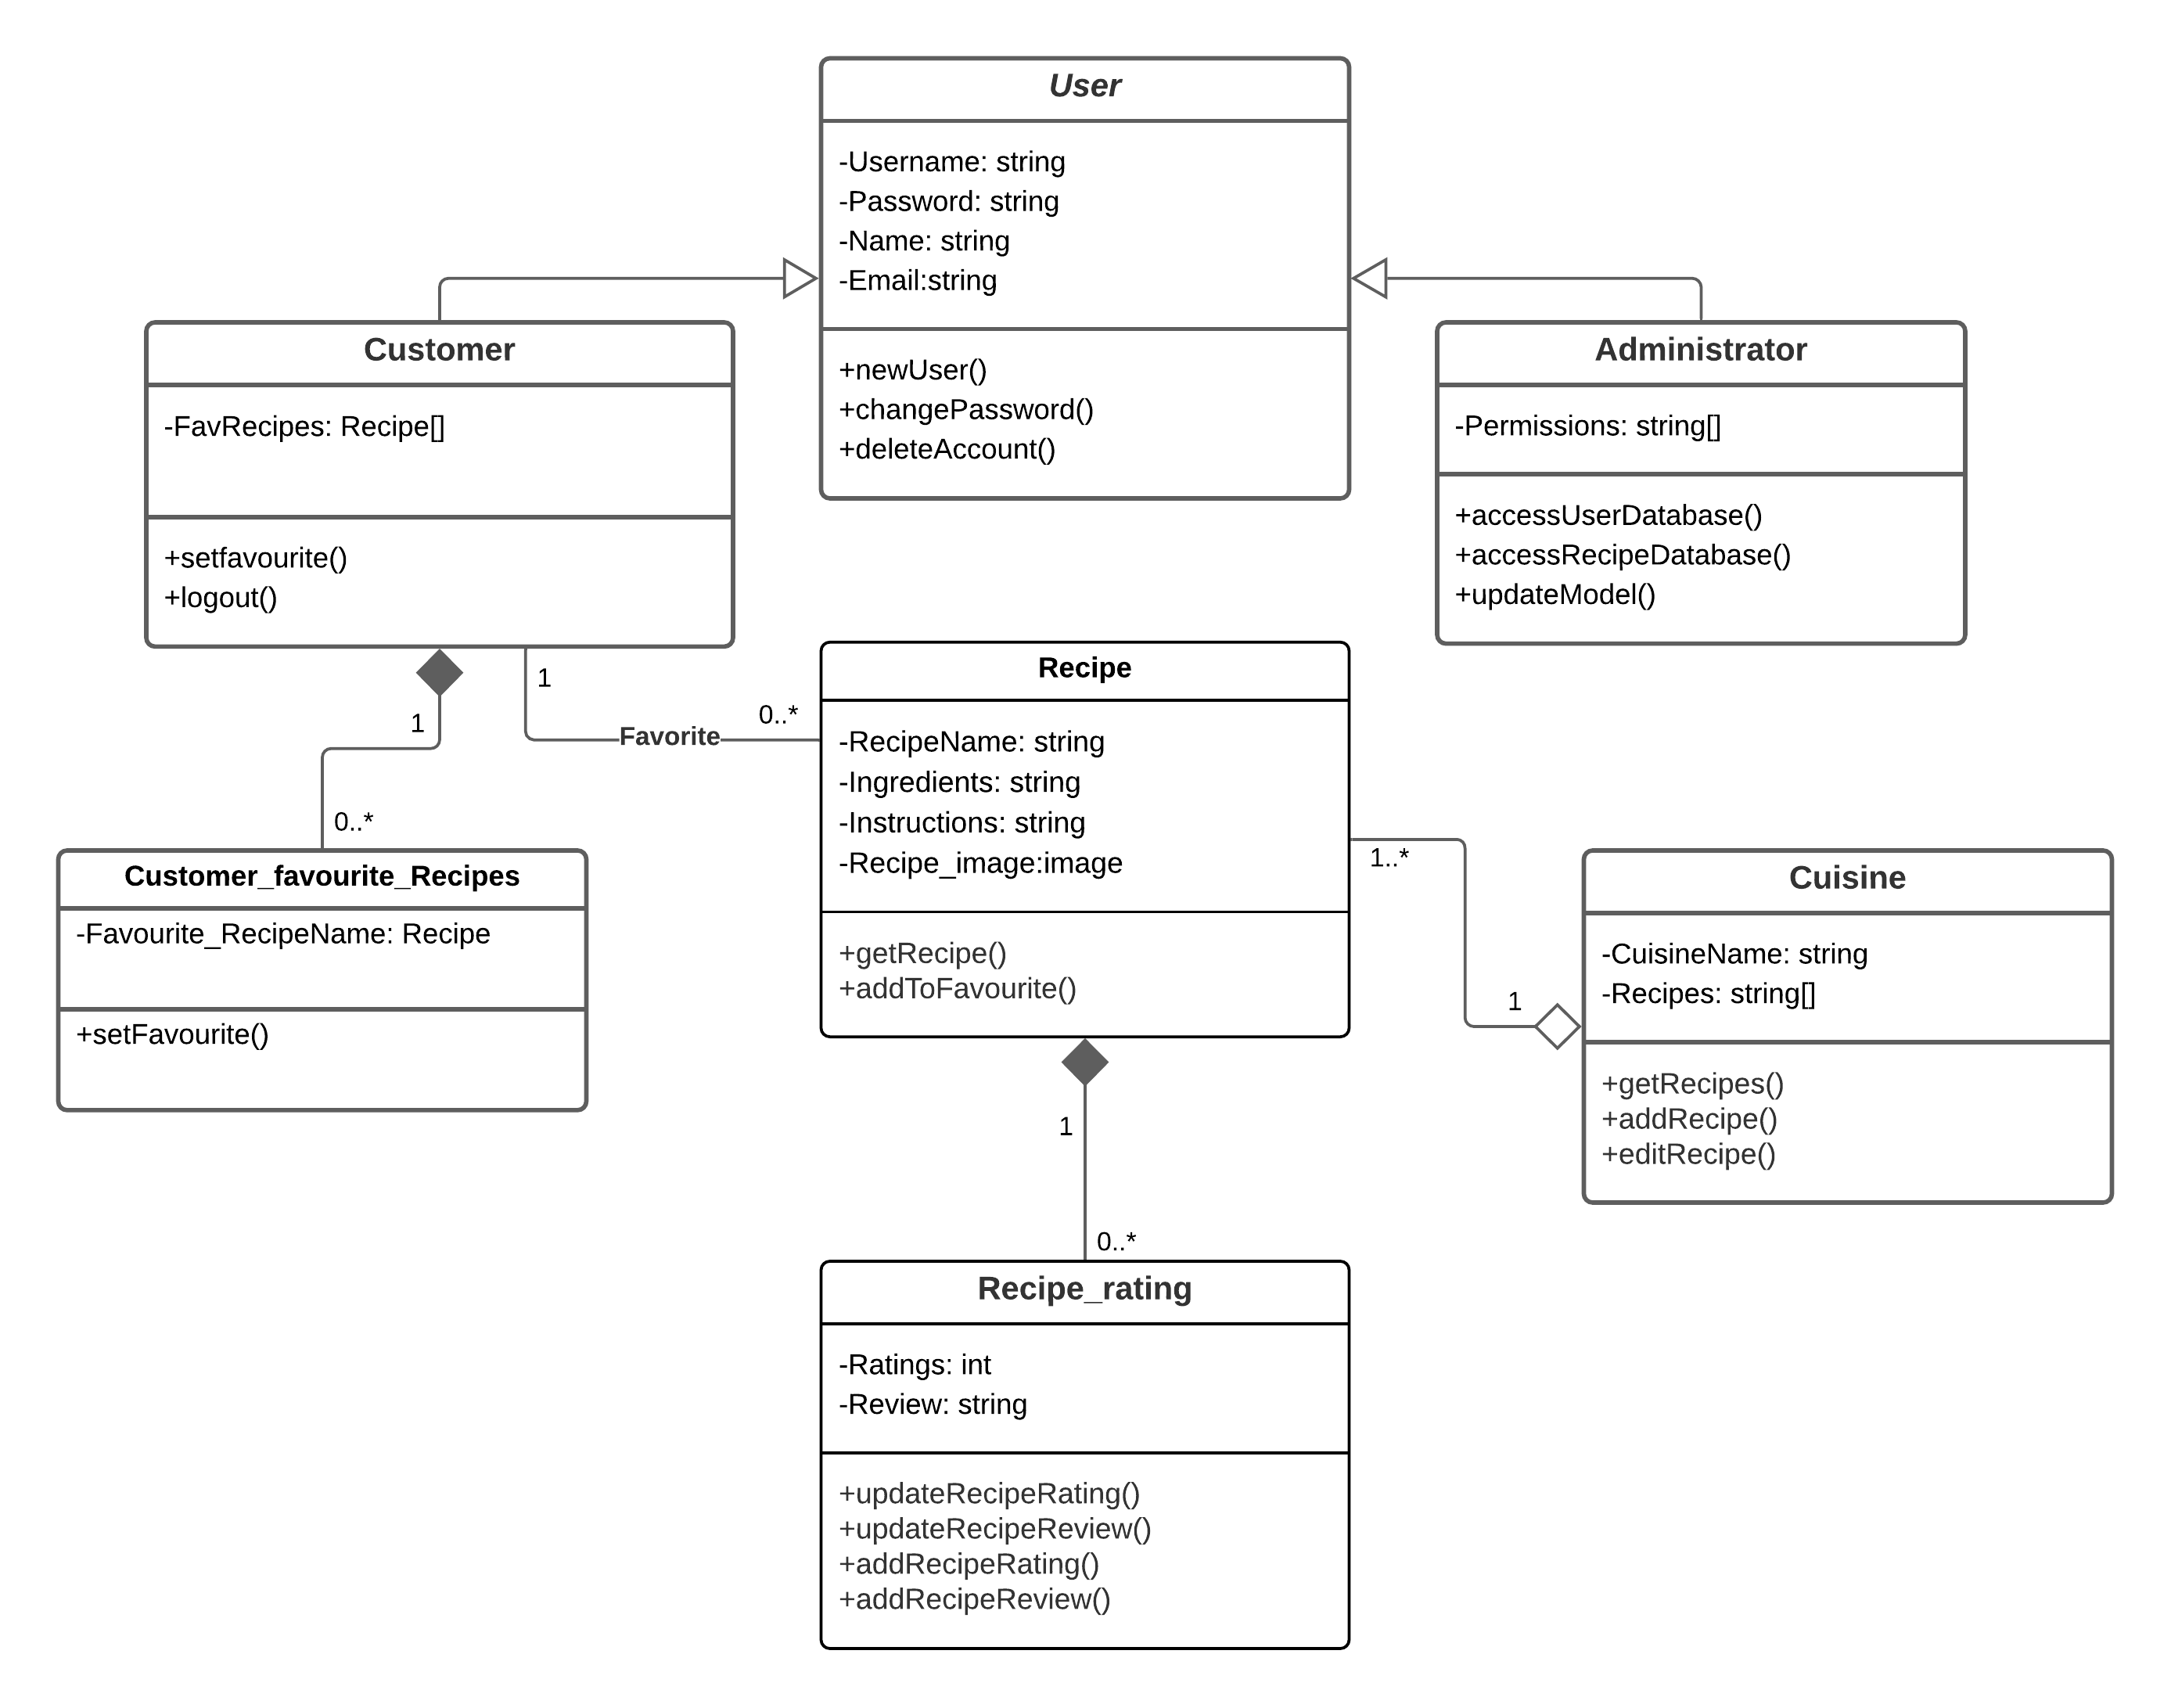 User
-Username: string
-Password: string
-Name: string
-Email:string
+newUser()
+changePassword()
+deleteAccount()
Customer
-FavRecipes: Recipe[]
+setfavourite()
+logout()
Administrator
-Permissions: string[]
+accessUserDatabase()
+accessRecipeDatabase()
+updateModel()
1
1
0..*
Favorite
0..*
Recipe
-RecipeName: string
-Ingredients: string
-Instructions: string
-Recipe_image:image
+getRecipe()
+addToFavourite()
Customer_favourite_Recipes
-Favourite_RecipeName: Recipe
+setFavourite()
1..*
1
Cuisine
-CuisineName: string
-Recipes: string[]
+getRecipes()
+addRecipe()
+editRecipe()
1
0..*
Recipe_rating
-Ratings: int
-Review: string
+updateRecipeRating()
+updateRecipeReview()
+addRecipeRating()
+addRecipeReview()